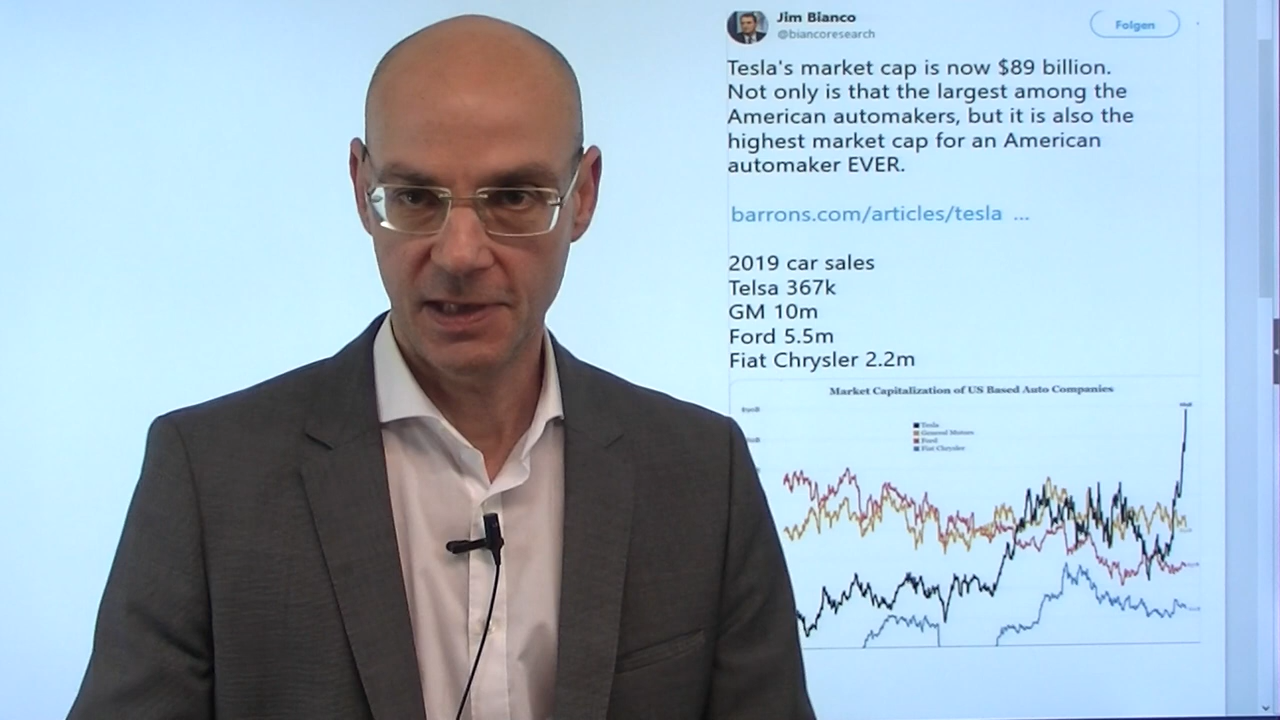 Jim Bianco
@biancoresearch
Folgen
Tesla's market cap is now $89 billion.
Not only is that the largest among the
American automakers, but it is also the
highest market cap for an American
automaker EVER.
barrons.com/articles/tesla ...
2019 car sales
Telsa 367k
GM 10m
Ford 5.5m
Fiat Chrysler 2.2m
Market Capitalization of US Based Auto Companies
Tesla
General Motors
Ford
Fiat Chrysler